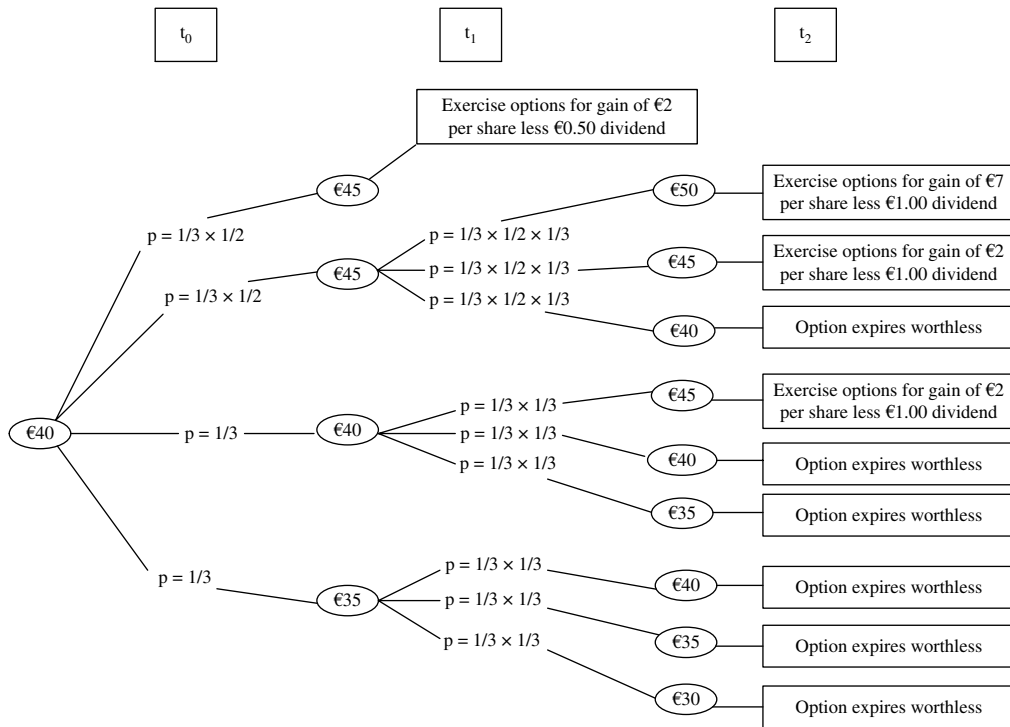 t0
t1
t2
Exercise options for gain of €2
per share less €0.50 dividend
€45
€50
Exercise options for gain of €7
per share less €1.00 dividend
p = 1/3 × 1/2
p = 1/3 × 1/2 × 1/3
€45
p = 1/3 × 1/2 × 1/3
€45
Exercise options for gain of €2
per share less €1.00 dividend
p = 1/3 × 1/2
p = 1/3 × 1/2 × 1/3
€40
Option expires worthless
€45
Exercise options for gain of €2
per share less €1.00 dividend
p = 1/3 × 1/3
€40
p = 1/3
€40
p = 1/3 × 1/3
€40
Option expires worthless
p = 1/3 × 1/3
€35
Option expires worthless
p = 1/3
p = 1/3 × 1/3
€40
Option expires worthless
€35
p = 1/3 × 1/3
€35
Option expires worthless
p = 1/3 × 1/3
€30
Option expires worthless